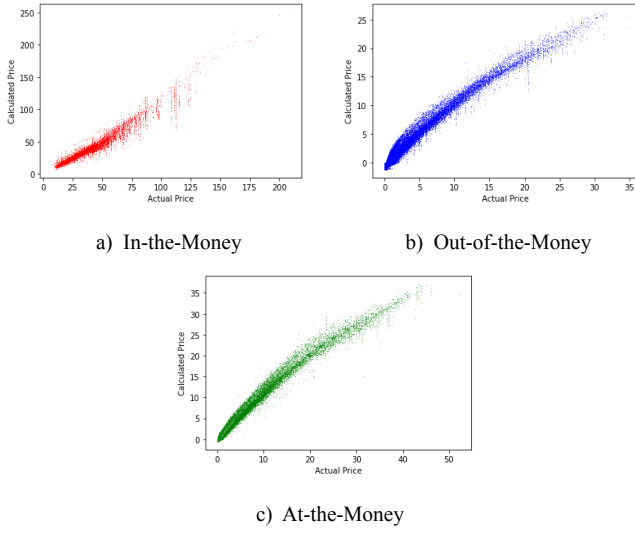 250
200
150
100
50
0
Calculated Price
0 25 50 75 100 125 150 175 200
Actual Price
a) In-the-Money
25
20
15
10
5
0
Calculated Price
0 5 10 15 20 25 30 35
Actual Price
b) Out-of-the-Money
35
30
25
20
15
10
5
0
Calculated Price
0 10 20 30 40 50
Actual Price
c) At-the-Money